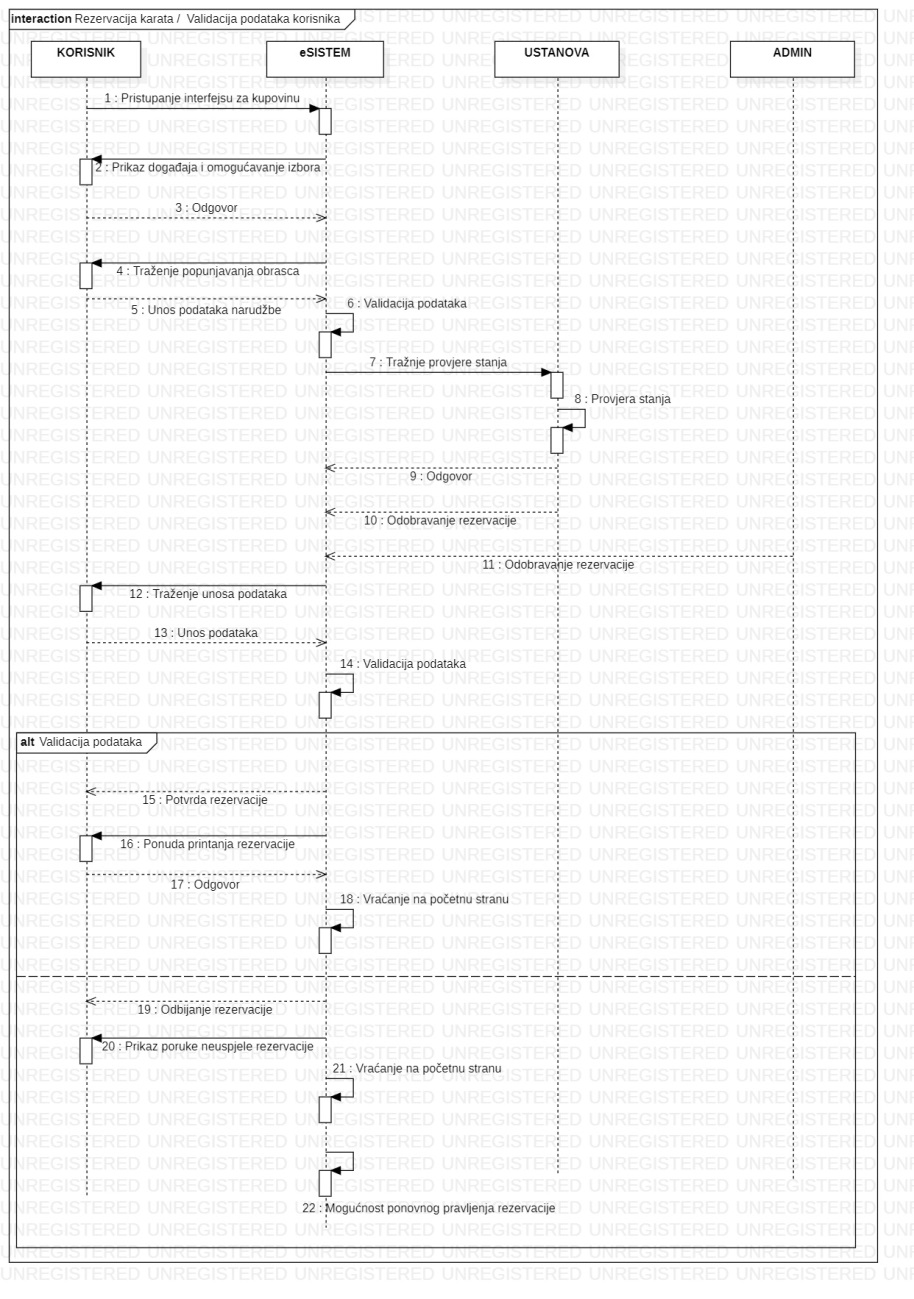 interaction Rezervacija karata / Validacija podataka korisnika
KORISNIK
eSISTEM
USTANOVA
ADMIN
1 : Pristupanje interfejsu za kupovinu
2 : Prikaz događaja i omogućavanje izbora
3 : Odgovor
4 : Traženje popunjavanja obrasca
5 : Unos podataka narudžbe
6 : Validacija podataka
7 : Tražnje provjere stanja
8 : Provjera stanja
9 : Odgovor
10 : Odobravanje rezervacije
11 : Odobravanje rezervacije
12 : Traženje unosa podataka
13 : Unos podataka
14 : Validacija podataka
alt Validacija podataka
15 : Potvrda rezervacije
16 : Ponuda printanja rezervacije
17 : Odgovor
18 : Vraćanje na početnu stranu
19 : Odbijanje rezervacije
20 : Prikaz poruke neuspjele rezervacije
21 : Vraćanje na početnu stranu
22 : Mogućnost ponovnog pravljenja rezervacije
UNREGISTERED